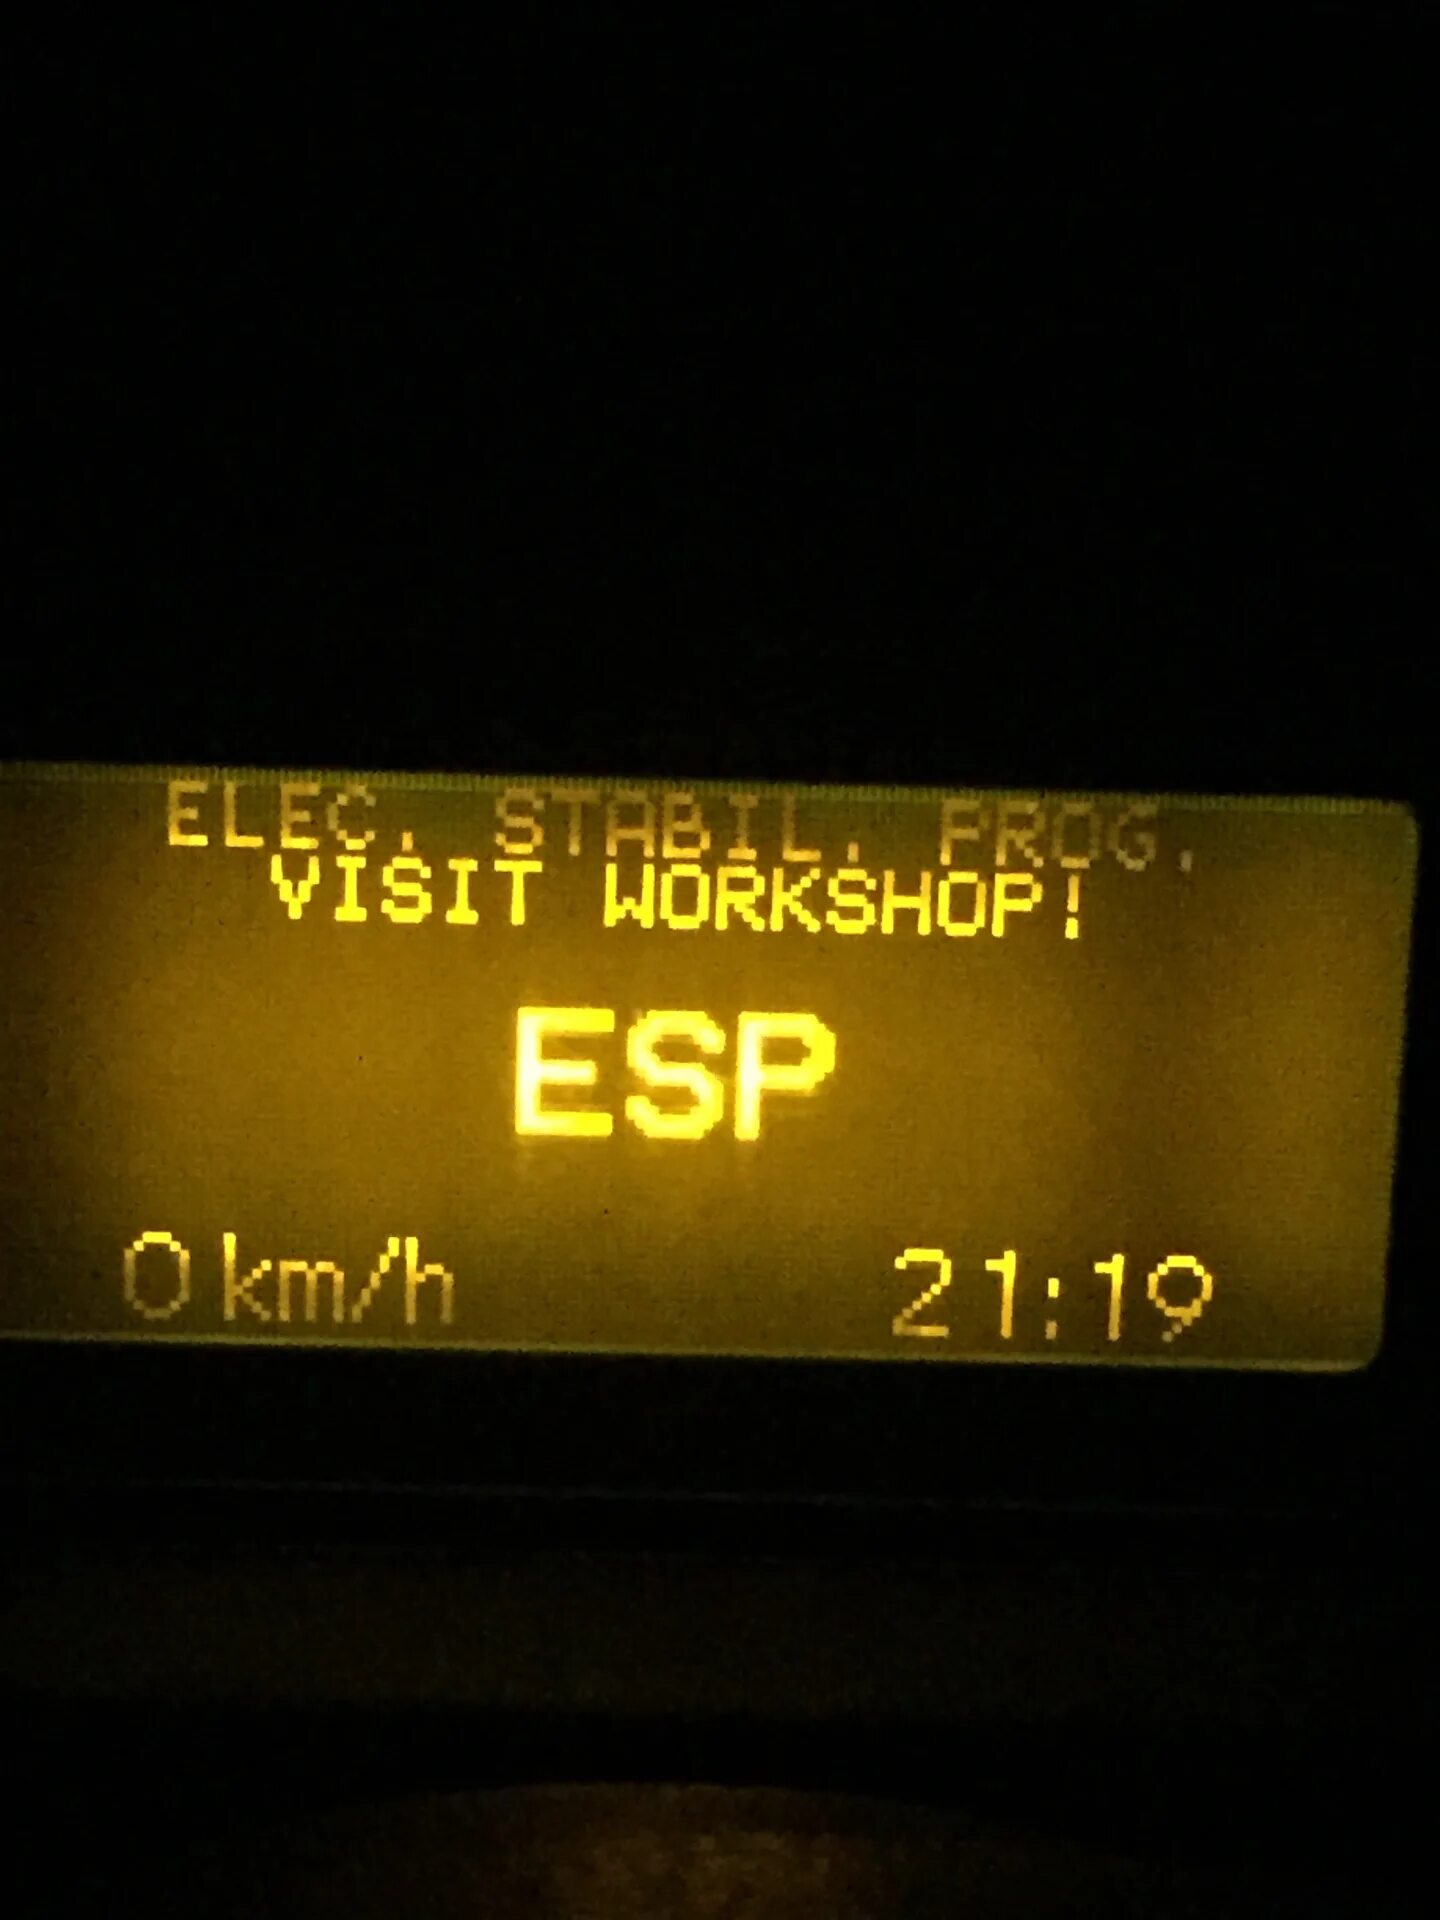 ELEC. STABIL. PROG.
VISIT WORKSHOP!
ESP
0 km/h 21:19